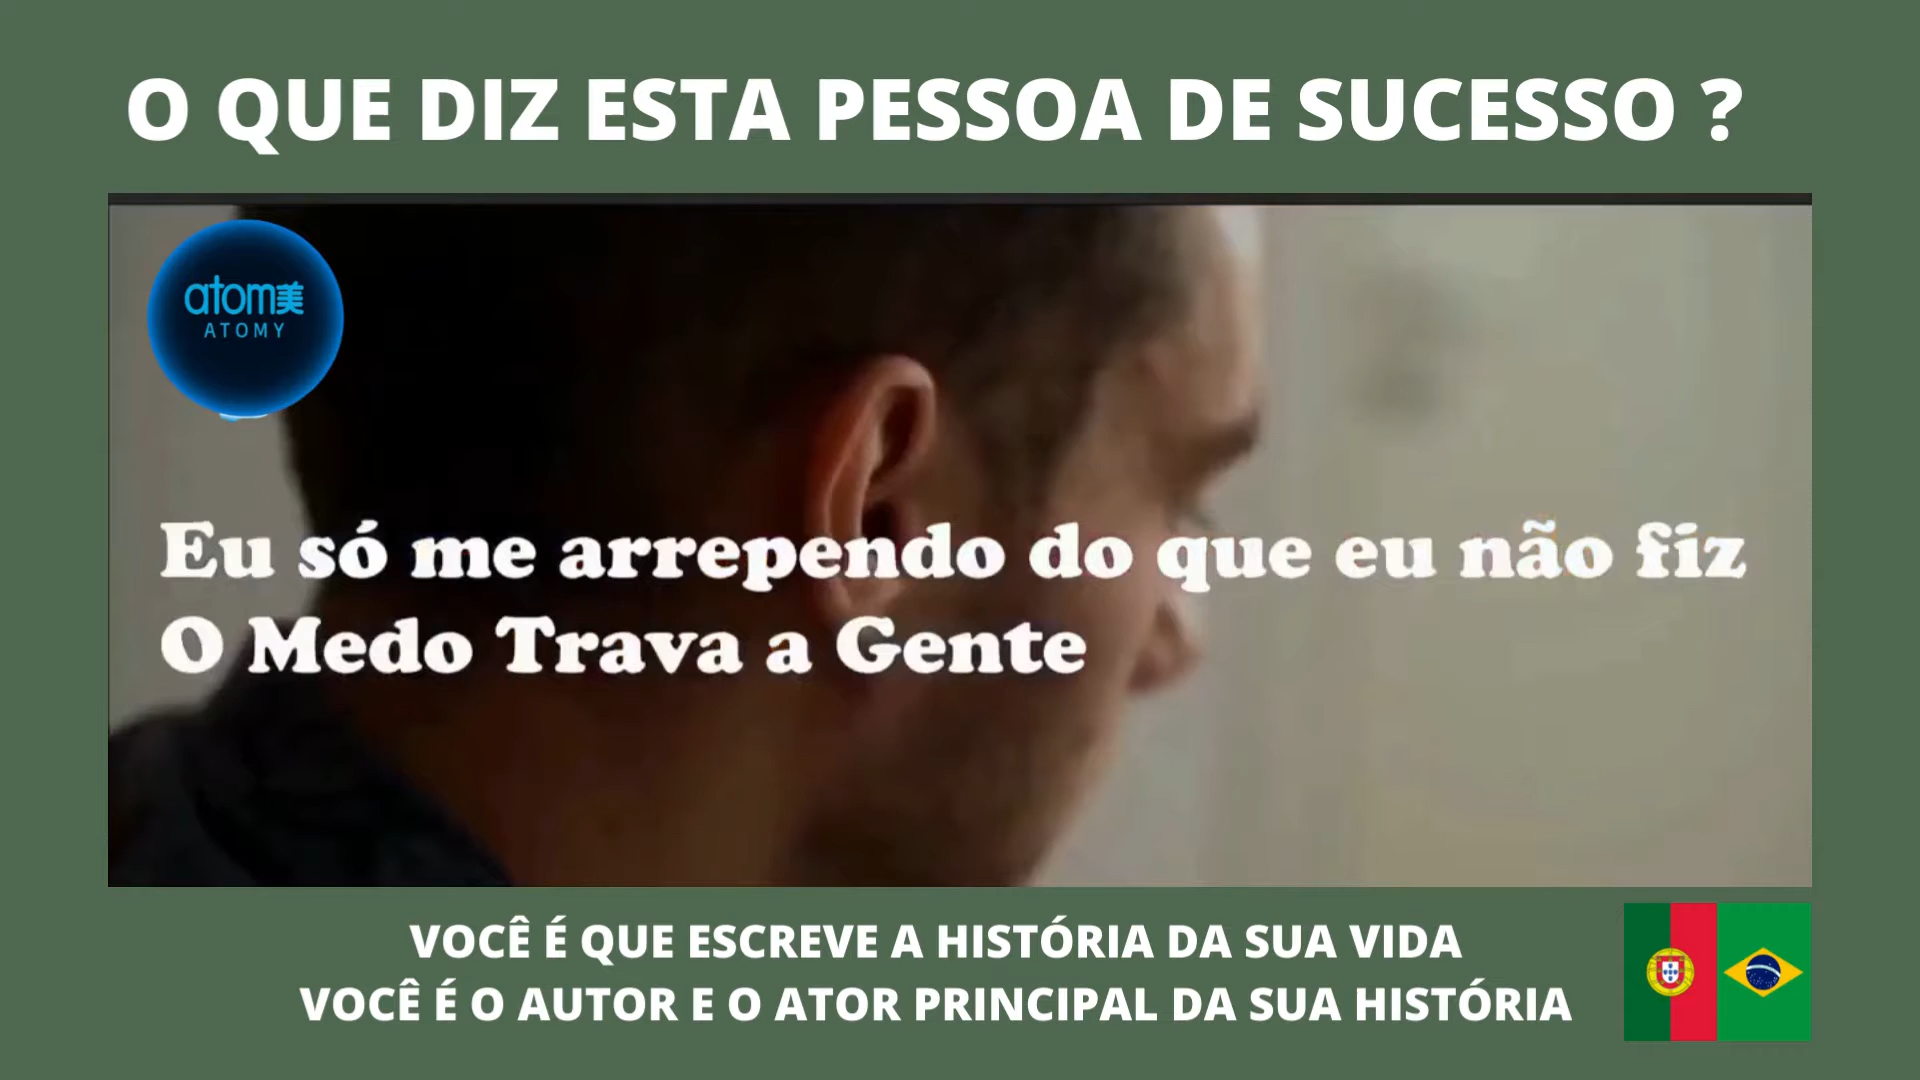 O QUE DIZ ESTA PESSOA DE SUCESSO ?
atom美
ATOMY
Eu só me arrependo do que eu não fiz
O Medo Trava a Gente
VOCÊ É QUE ESCREVE A HISTÓRIA DA SUA VIDA
VOCÊ É O AUTOR E O ATOR PRINCIPAL DA SUA HISTÓRIA